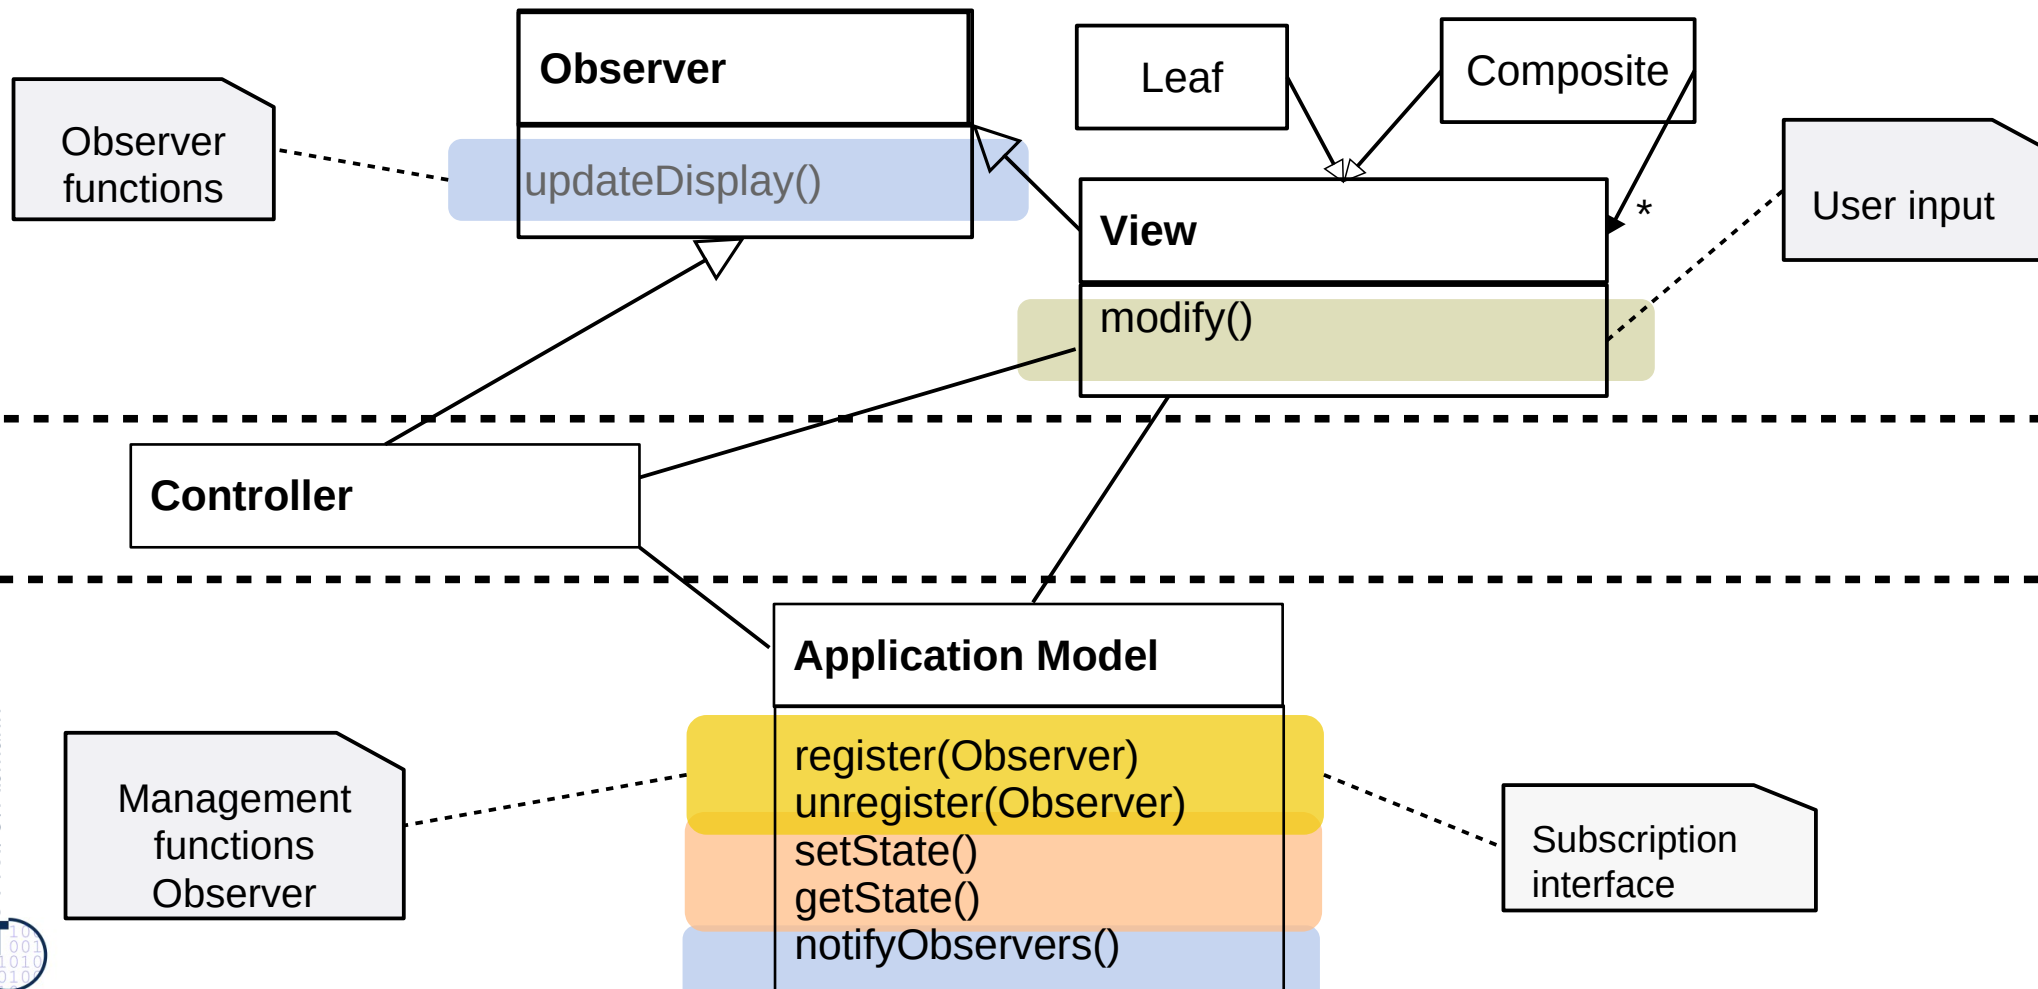 Observer
Leaf
Composite
Observer
functions
updateDisplay()
*
View
User input
modify()
Controller
Application Model
register(Observer)
unregister(Observer)
setState()
getState()
notifyObservers()
Management
functions
Observer
Subscription
interface